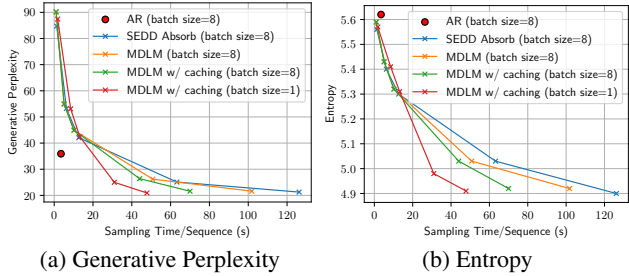 Generative Perplexity
90
80
70
60
50
40
30
20
0 20 40 60 80 100 120
Sampling Time/Sequence (s)
AR (batch size=8)
SEDD Absorb (batch size=8)
MDLM (batch size=8)
MDLM w/ caching (batch size=8)
MDLM w/ caching (batch size=1)
(a) Generative Perplexity
Entropy
5.6
5.5
5.4
5.3
5.2
5.1
5.0
4.9
0 20 40 60 80 100 120
Sampling Time/Sequence (s)
AR (batch size=8)
SEDD Absorb (batch size=8)
MDLM (batch size=8)
MDLM w/ caching (batch size=8)
MDLM w/ caching (batch size=1)
(b) Entropy